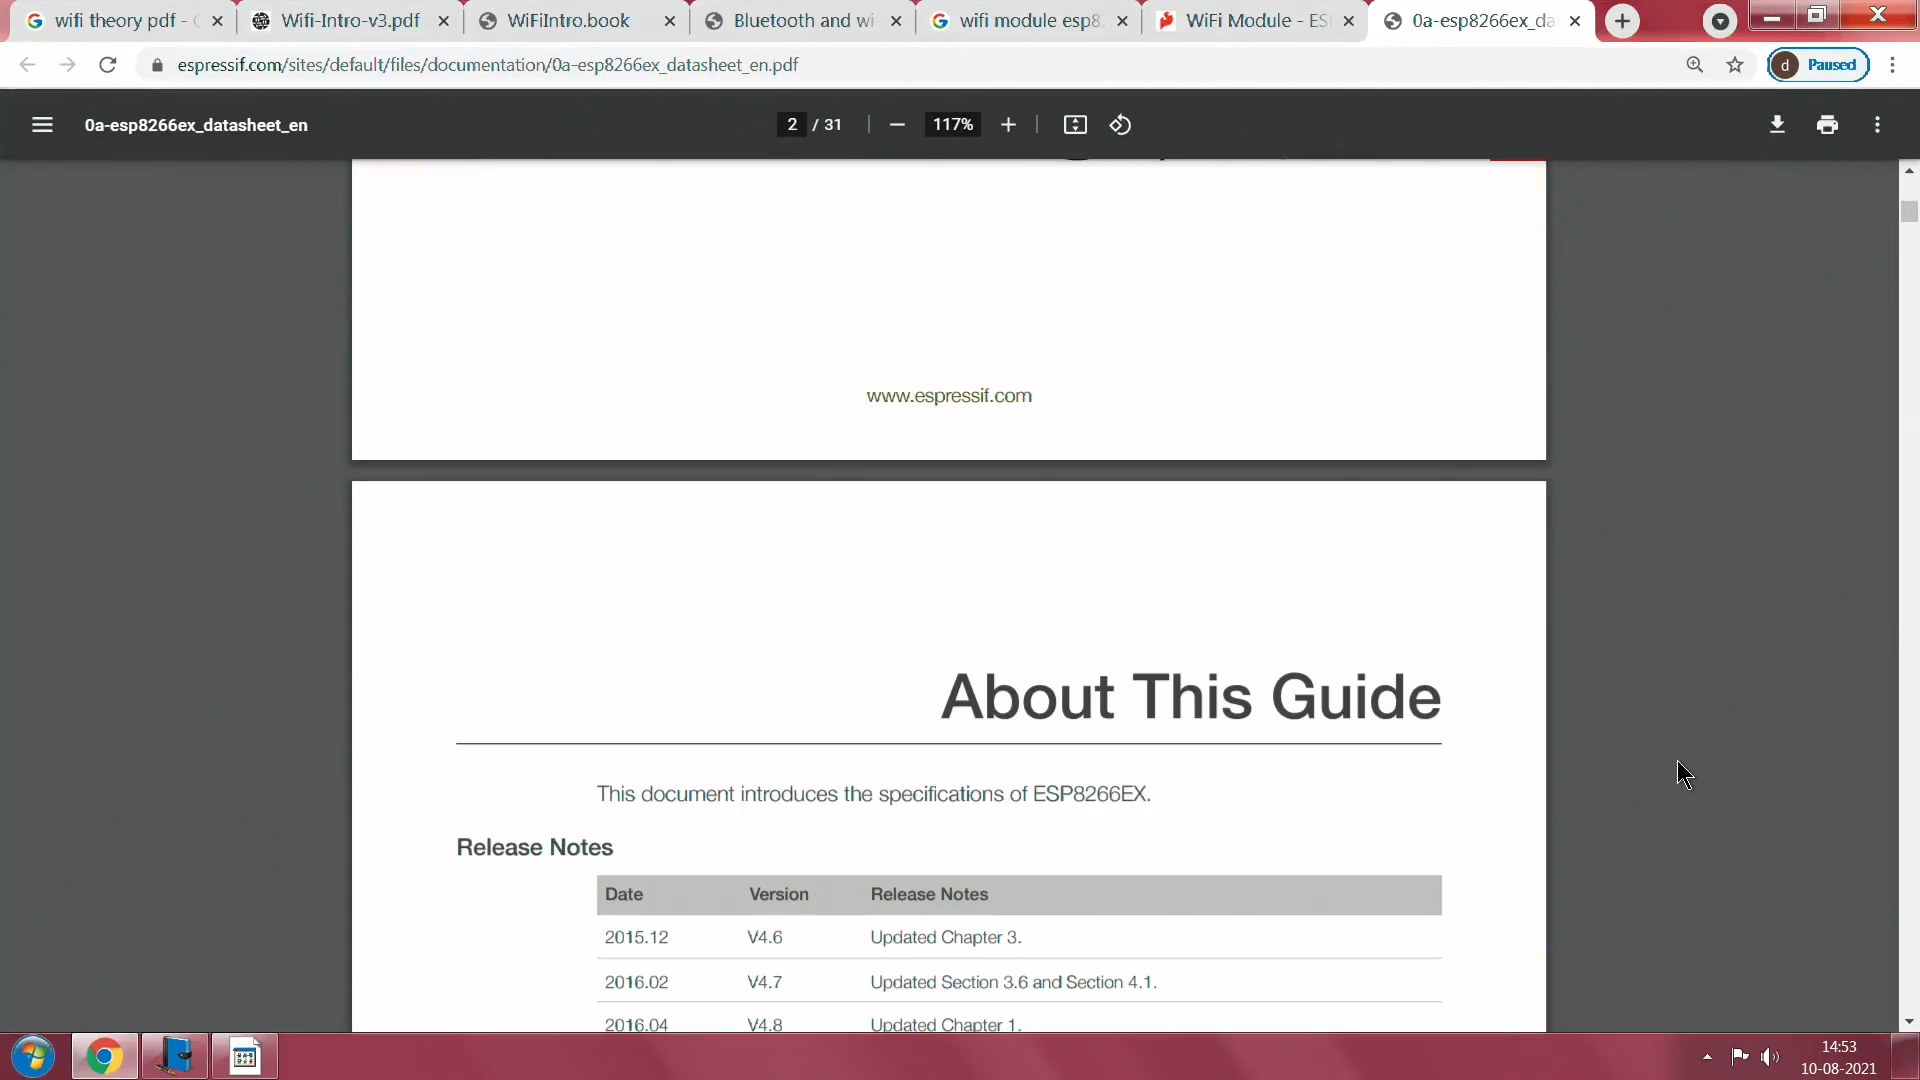 wifi theory pdf -
Wifi-Intro-v3.pdf
WiFiIntro.book
Bluetooth and wi
wifi module esp8
WiFi Module - ES
0a-esp8266ex_da
espressif.com/sites/default/files/documentation/0a-esp8266ex_datasheet_en.pdf
d Paused
0a-esp8266ex_datasheet_en
2 / 31
117%
www.espressif.com
About This Guide
This document introduces the specifications of ESP8266EX.
Release Notes
Date Version Release Notes
2015.12 V4.6 Updated Chapter 3.
2016.02 V4.7 Updated Section 3.6 and Section 4.1.
2016.04 V4.8 Updated Chapter 1.
14:53
10-08-2021